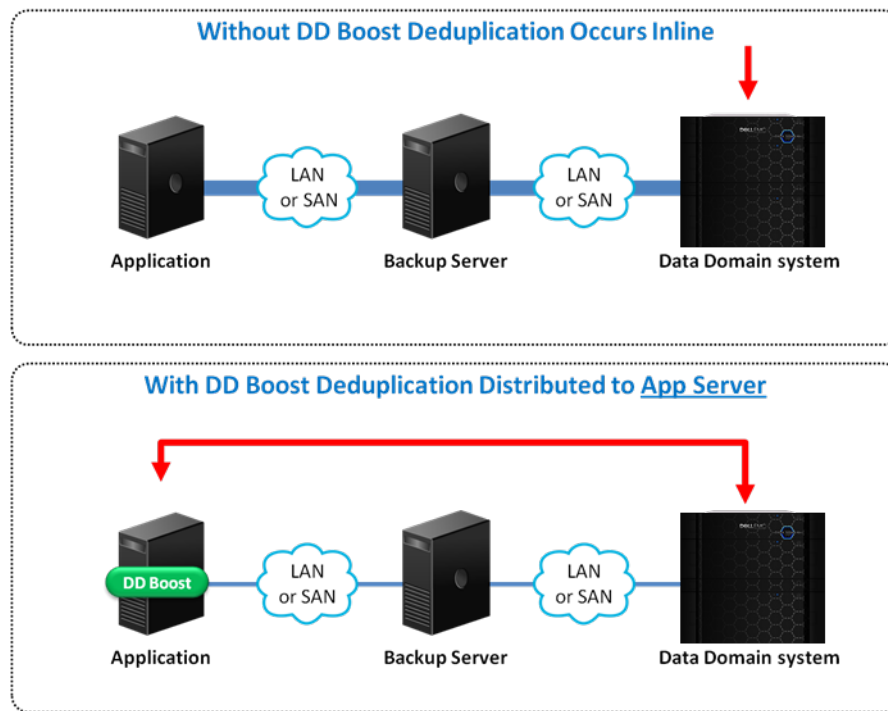 Without DD Boost Deduplication Occurs Inline
LAN
or SAN
LAN
or SAN
DELLEMC
Application
Backup Server
Data Domain system
With DD Boost Deduplication Distributed to App Server
DD Boost
LAN
or SAN
LAN
or SAN
DELLEMC
Application
Backup Server
Data Domain system